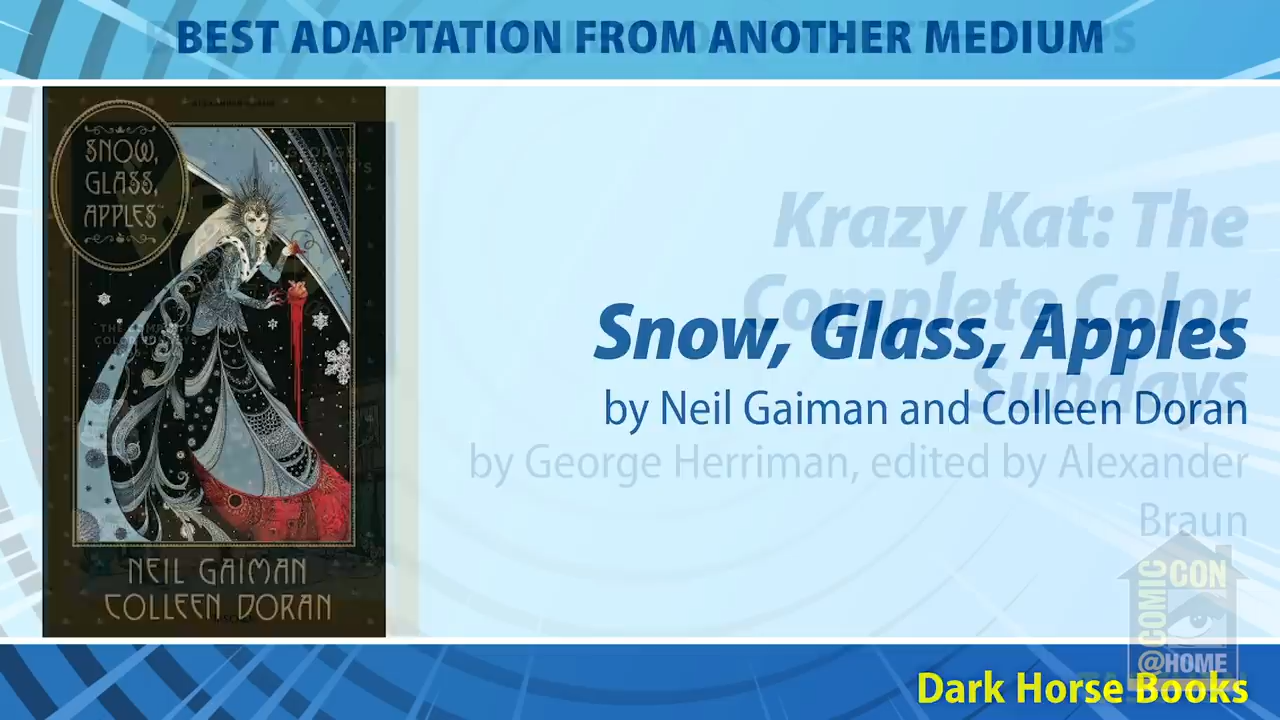 BEST ADAPTATION FROM ANOTHER MEDIUM
SNOW,
GLASS,
APPLES
NEIL GAIMAN
COLLEEN DORAN
Krazy Kat: The
Complete Color
Sundays
Snow, Glass, Apples
by Neil Gaiman and Colleen Doran
by George Herriman, edited by Alexander
Braun
COMIC
CON
@HOME
Dark Horse Books